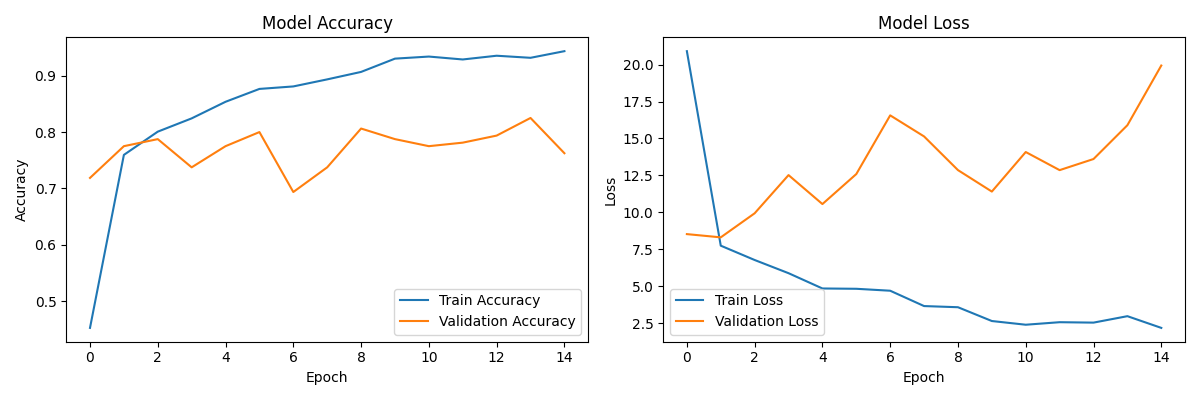 Model Accuracy
Accuracy
0.9
0.8
0.7
0.6
0.5
Train Accuracy
Validation Accuracy
0 2 4 6 8 10 12 14
Epoch
Model Loss
Loss
20.0
17.5
15.0
12.5
10.0
7.5
5.0
2.5
Train Loss
Validation Loss
0 2 4 6 8 10 12 14
Epoch